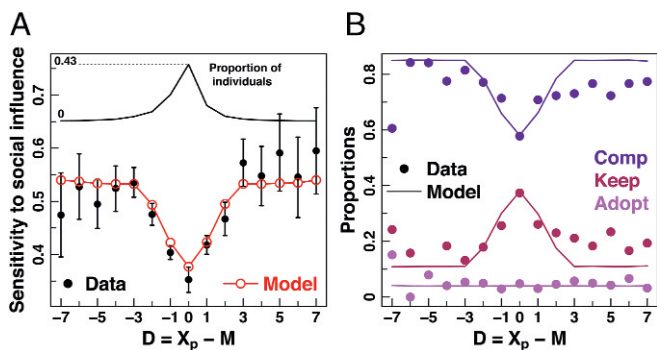 A
Sensitivity to social influence
0.4 0.5 0.6 0.7
0.43
0
Proportion of
individuals
Data
Model
-7 -5 -3 -1 0 1 3 5 7
D = Xp – M
B
Proportions
0 0.2 0.4 0.6 0.8
Data
Model
Comp
Keep
Adopt
-7 -5 -3 -1 0 1 3 5 7
D = Xp – M